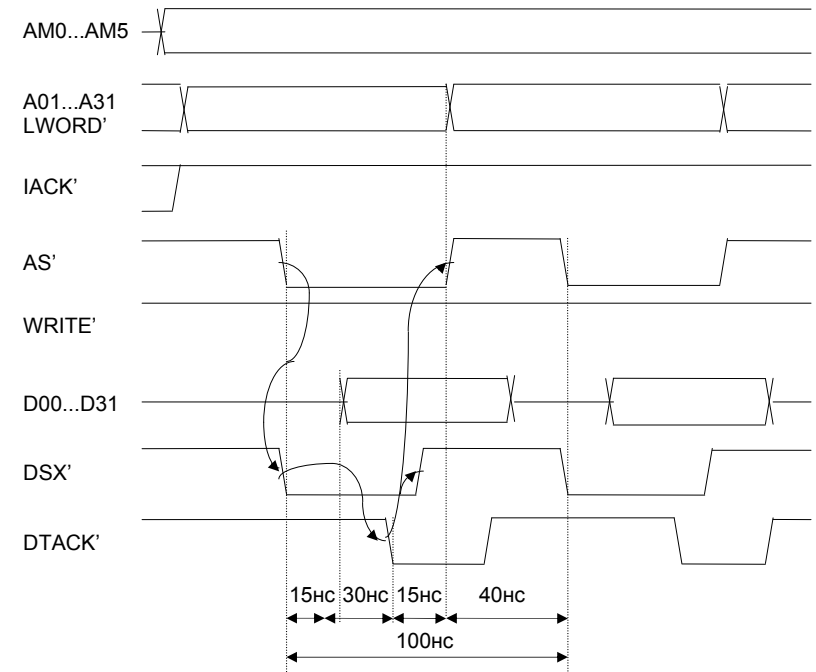 AM0...AM5
A01...A31
LWORD’
IACK’
AS’
WRITE’
D00...D31
DSX’
DTACK’
15нс 30нс 15нс 40нс
100нс